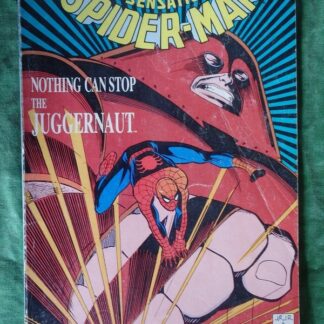 SPIDER-MAN
NOTHING CAN STOP
THE
JUGGERNAUT